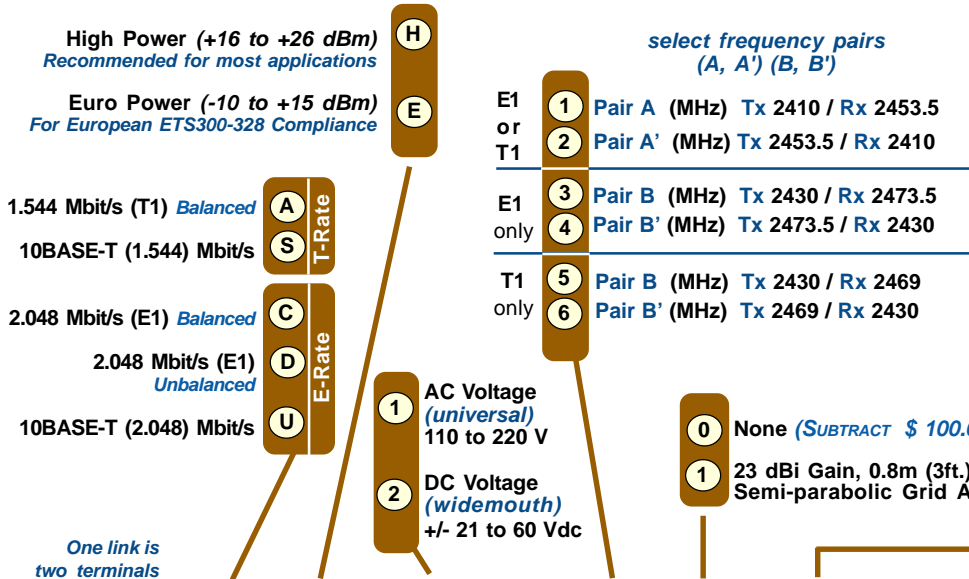 High Power (+16 to +26 dBm)
Recommended for most applications
H
Euro Power (-10 to +15 dBm)
For European ETS300-328 Compliance
E
select frequency pairs
(A, A') (B, B')
E1
or
T1
1 Pair A (MHz) Tx 2410 / Rx 2453.5
2 Pair A’ (MHz) Tx 2453.5 / Rx 2410
E1
only
3 Pair B (MHz) Tx 2430 / Rx 2473.5
4 Pair B’ (MHz) Tx 2473.5 / Rx 2430
T1
only
5 Pair B (MHz) Tx 2430 / Rx 2469
6 Pair B’ (MHz) Tx 2469 / Rx 2430
1.544 Mbit/s (T1) Balanced A
10BASE-T (1.544) Mbit/s S
T-Rate
2.048 Mbit/s (E1) Balanced C
2.048 Mbit/s (E1)
Unbalanced
D
10BASE-T (2.048) Mbit/s U
E-Rate
1 AC Voltage
(universal)
110 to 220 V
2 DC Voltage
(widemouth)
+/- 21 to 60 Vdc
0 None (SUBTRACT $ 100.
1 23 dBi Gain, 0.8m (3ft.)
Semi-parabolic Grid
One link is
two terminals